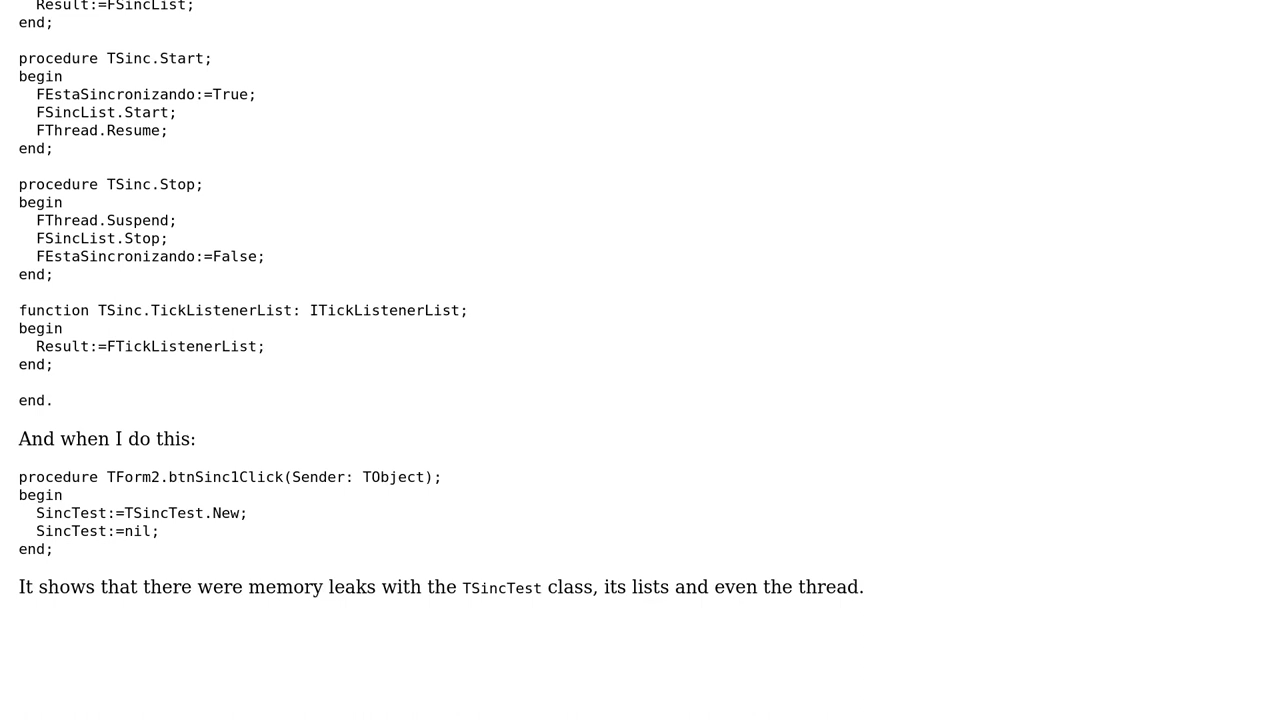 Result:=FSincList;
end;
procedure TSinc.Start;
begin
FEstaSincronizando:=True;
FSincList.Start;
FThread.Resume;
end;
procedure TSinc.Stop;
begin
FThread.Suspend;
FSincList.Stop;
FEstaSincronizando:=False;
end;
function TSinc.TickListenerList: ITickListenerList;
begin
Result:=FTickListenerList;
end;
end.
And when I do this:
procedure TForm2.btnSinc1Click(Sender: TObject);
begin
SincTest:=TSincTest.New;
SincTest:=nil;
end;
It shows that there were memory leaks with the TSincTest class, its lists and even the thread.